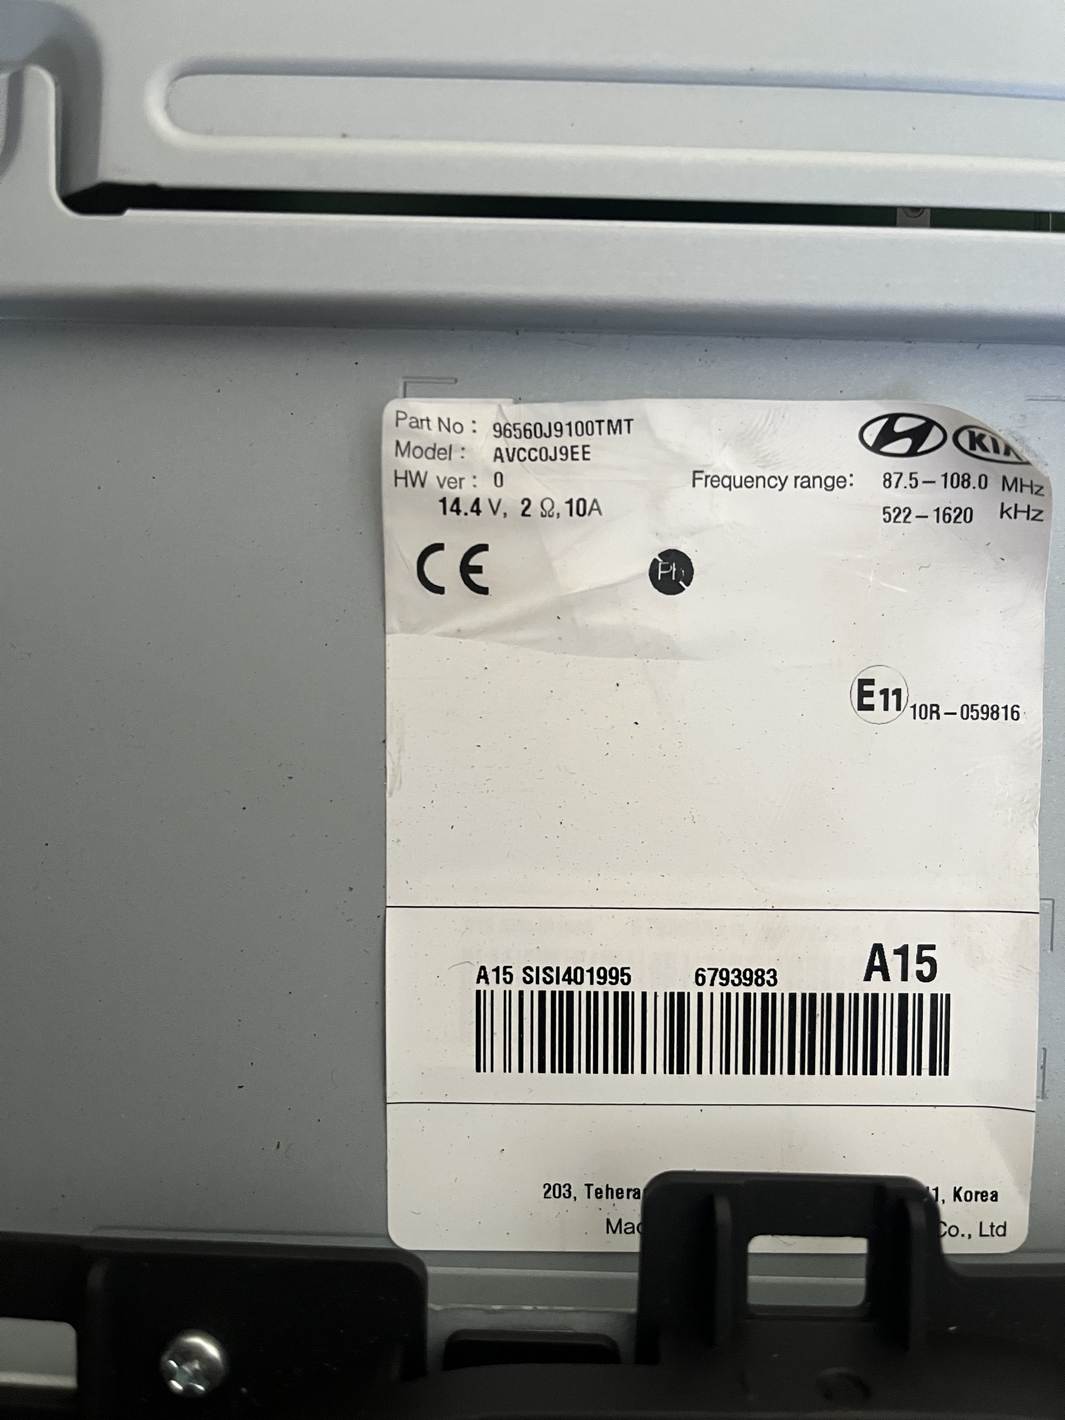 Part No : 96560J9100TMT
Model : AVCC0J9EE
HW ver : 0
14.4 V, 2 Ω, 10A
KIA
Frequency range: 87.5–108.0 MHz
522–1620 kHz
CE
Pb
E11 10R–059816
A15 SISI401995 6793983 A15
203, Tehera 1, Korea
Co., Ltd